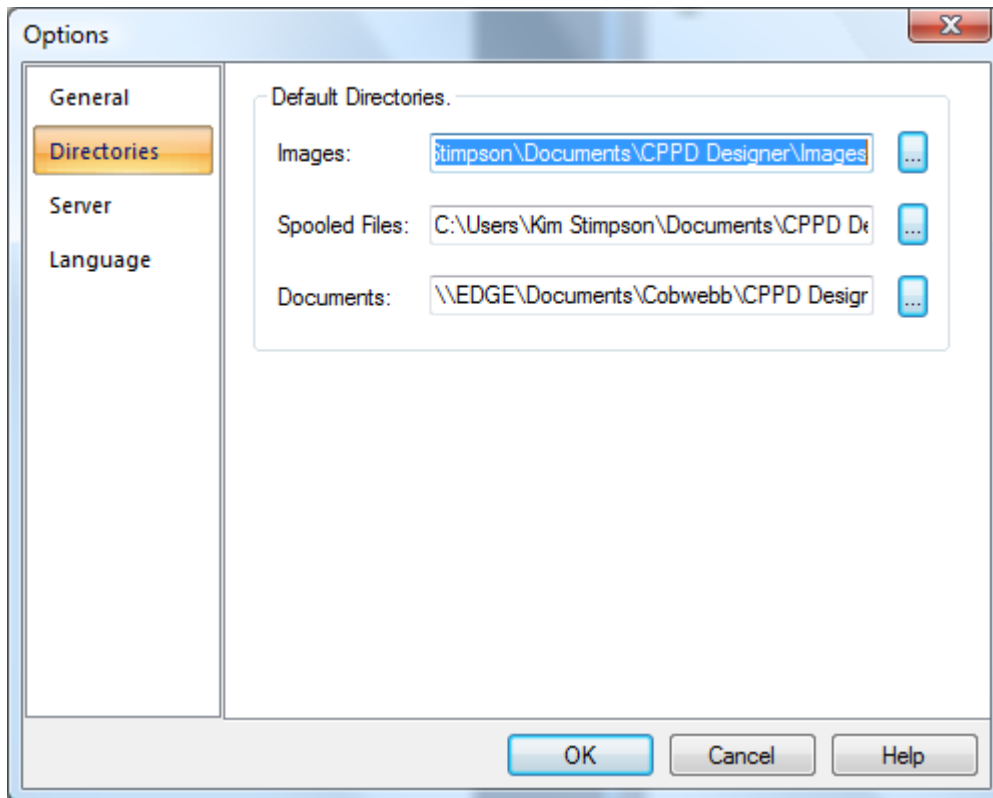 Options
General
Directories
Server
Language
Default Directories.
Images: Stimpson\Documents\CPPD Designer\Images ...
Spooled Files: C:\Users\Kim Stimpson\Documents\CPPD De ...
Documents: \\EDGE\Documents\Cobwebb\CPPD Design ...
OK Cancel Help